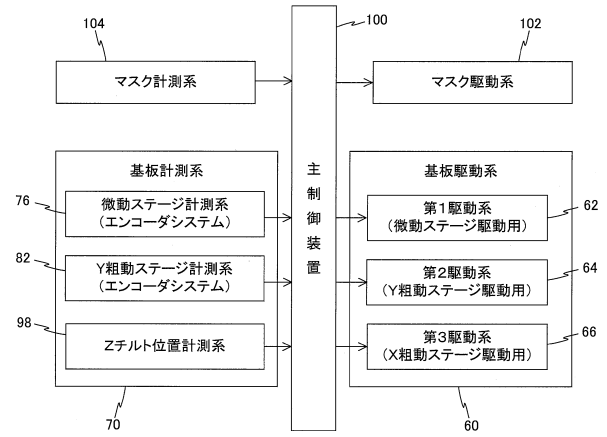 104
100
102
マスク計測系
マスク駆動系
主制御装置
基板計測系
基板駆動系
76
微動ステージ計測系
(エンコーダシステム)
第1駆動系
(微動ステージ駆動用)
62
82
Y粗動ステージ計測系
(エンコーダシステム)
第2駆動系
(Y粗動ステージ駆動用)
64
98
Zチルト位置計測系
第3駆動系
(X粗動ステージ駆動用)
66
70
60